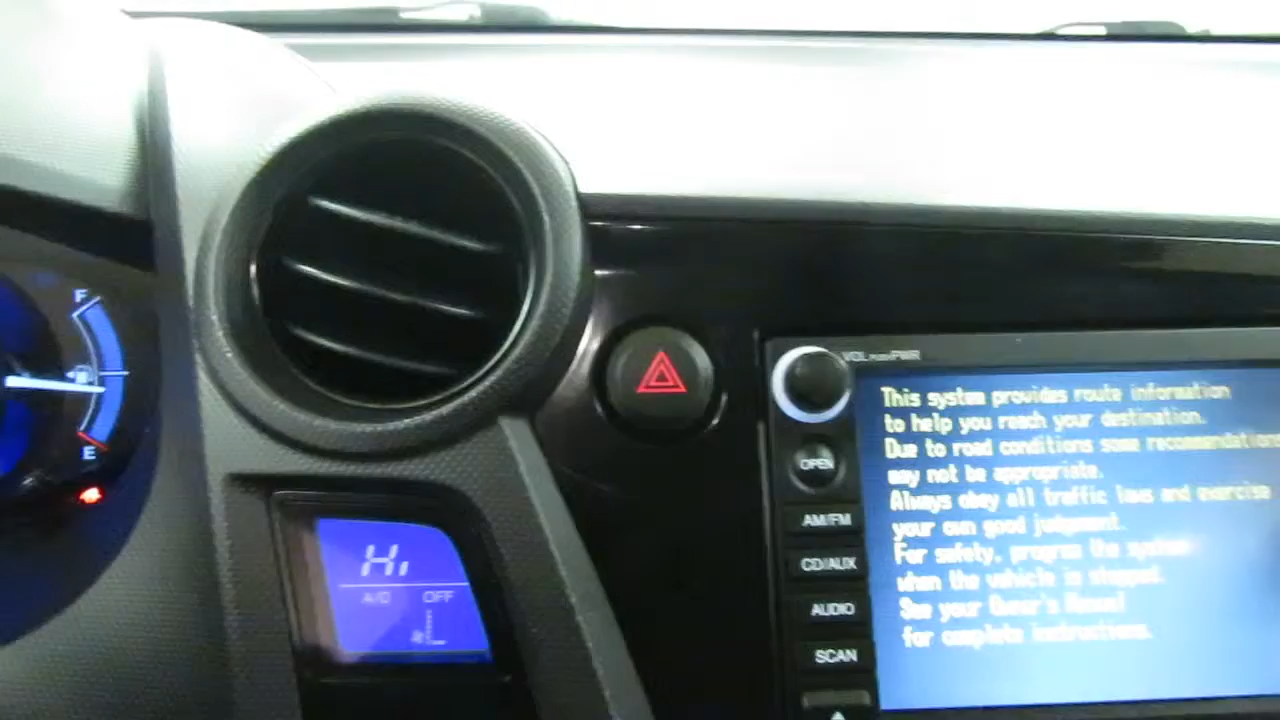 F
E
Hi
A/C OFF
VOL PUSH PWR
OPEN
AM/FM
CD/AUX
AUDIO
SCAN
This system provides route information
to help you reach your destination.
Due to road conditions some recommendations
may not be appropriate.
Always obey all traffic laws and exercise
your own good judgment.
For safety, program the system
when the vehicle is stopped.
See your Owner's Manual
for complete instructions.